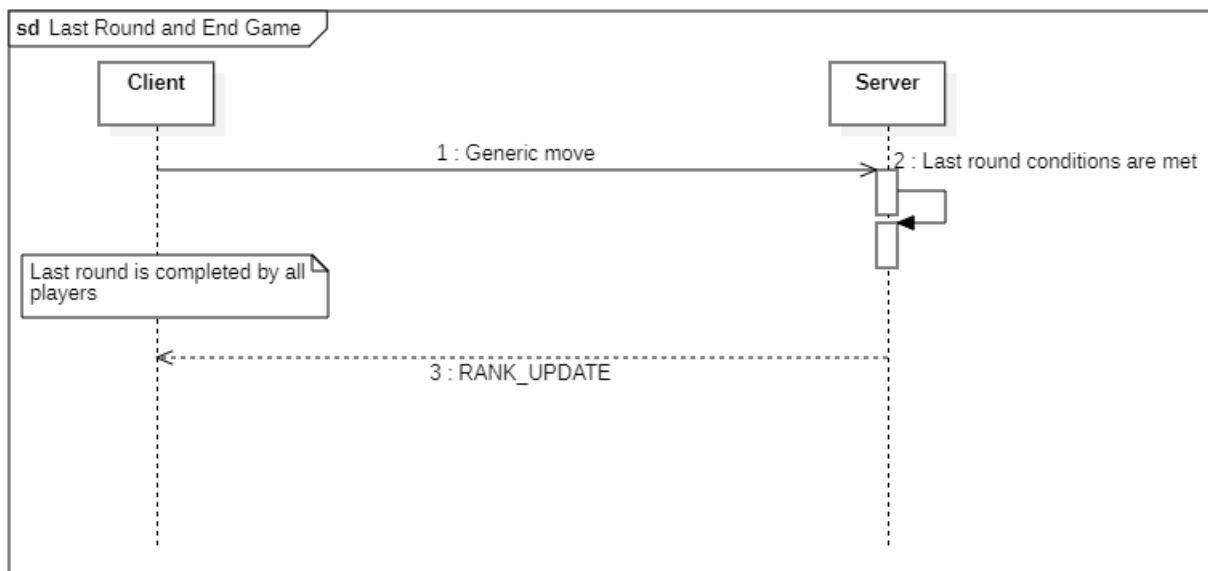 sd Last Round and End Game
Client
Server
1 : Generic move
2 : Last round conditions are met
Last round is completed by all
players
3 : RANK_UPDATE